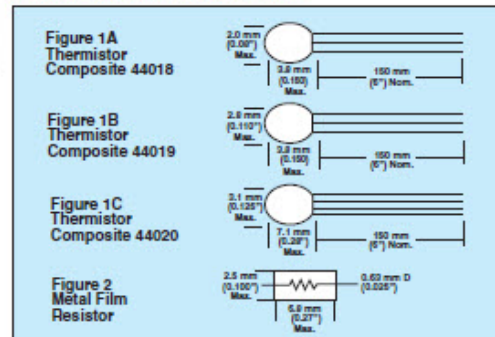 Figure 1A
Thermistor
Composite 44018
2.0 mm
(0.08")
Max.
3.8 mm
(0.150)
Max.
150 mm
(6") Nom.
Figure 1B
Thermistor
Composite 44019
2.8 mm
(0.110")
Max.
3.8 mm
(0.150)
Max.
150 mm
(6") Nom.
Figure 1C
Thermistor
Composite 44020
3.1 mm
(0.125")
Max.
7.1 mm
(0.28")
Max.
150 mm
(6") Nom.
Figure 2
Metal Film
Resistor
2.5 mm
(0.100")
Max.
0.63 mm D
(0.025")
6.8 mm
(0.27")
Max.